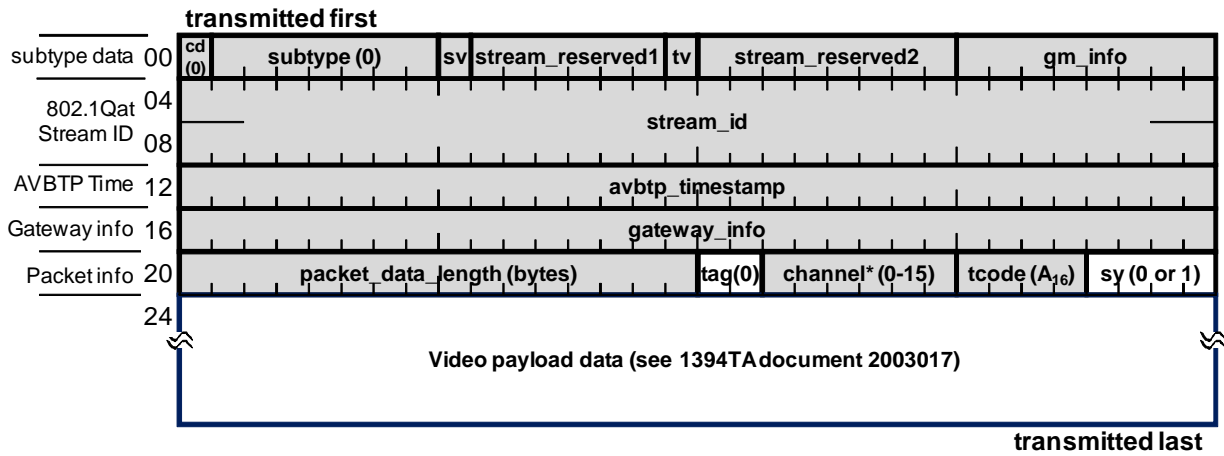 transmitted first
subtype data 00 cd (0) subtype (0) sv stream_reserved1 tv stream_reserved2 gm_info
802.1Qat Stream ID 04 08 stream_id
AVBTP Time 12 avbtp_timestamp
Gateway info 16 gateway_info
Packet info 20 packet_data_length (bytes) tag(0) channel* (0-15) tcode (A₁₆) sy (0 or 1)
24
Video payload data (see 1394TA document 2003017)
transmitted last